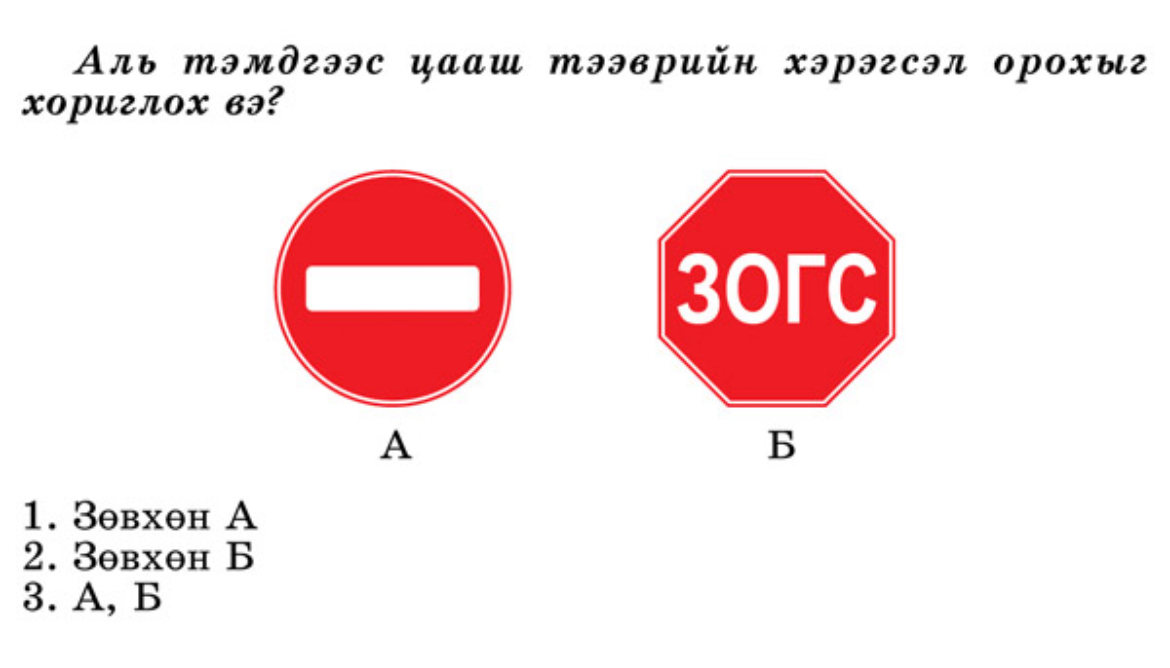 Аль тэмдгээс цааш тээврийн хэрэгсэл орохыг
хориглох вэ?
ЗОГС
А
Б
1. Зөвхөн А
2. Зөвхөн Б
3. А, Б